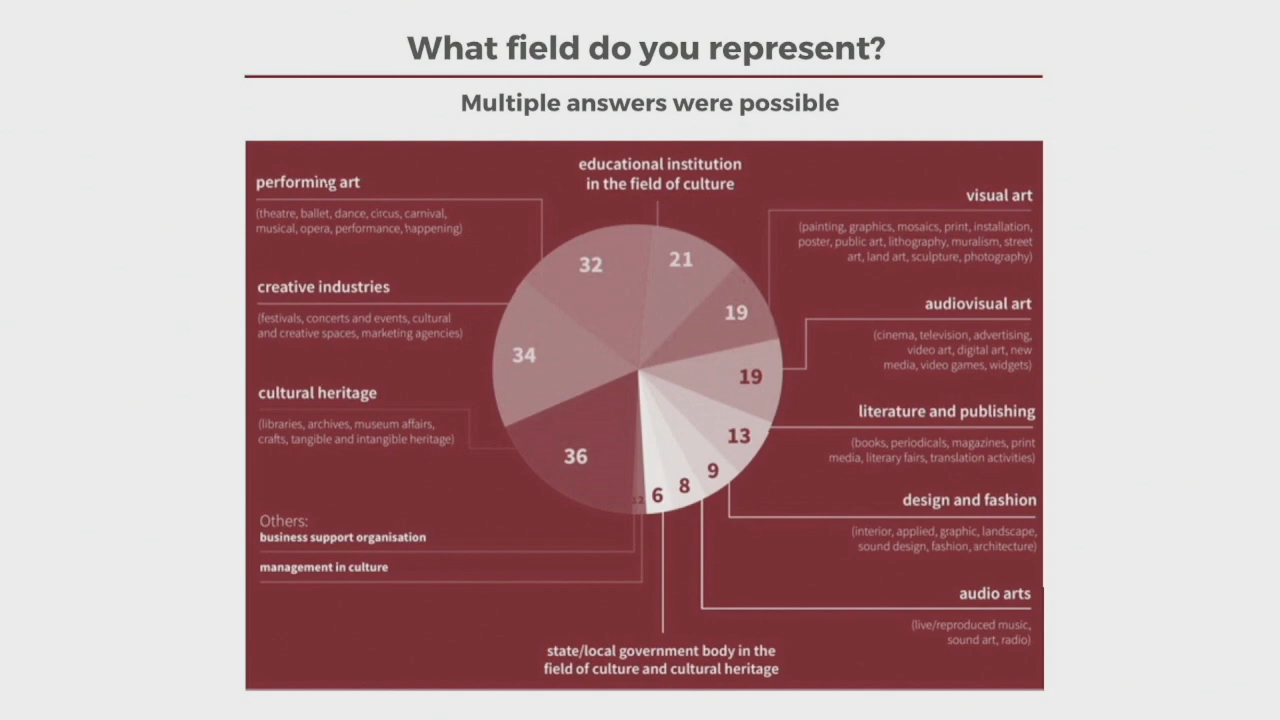 What field do you represent?
Multiple answers were possible
educational institution
in the field of culture
performing art
(theatre, ballet, dance, circus, carnival,
musical, opera, performance, happening)
creative industries
(festivals, concerts and events, cultural
and creative spaces, marketing agencies)
cultural heritage
(libraries, archives, museum affairs,
crafts, tangible and intangible heritage)
Others:
business support organisation
management in culture
32
21
19
34
19
13
36
9
8
6
1 2
visual art
(painting, graphics, mosaics, print, installation,
poster, public art, lithography, muralism, street
art, land art, sculpture, photography)
audiovisual art
(cinema, television, advertising,
video art, digital art, new
media, video games, widgets)
literature and publishing
(books, periodicals, magazines, print
media, literary fairs, translation activities)
design and fashion
(interior, applied, graphic, landscape,
sound design, fashion, architecture)
audio arts
(live/reproduced music,
sound art, radio)
state/local government body in the
field of culture and cultural heritage